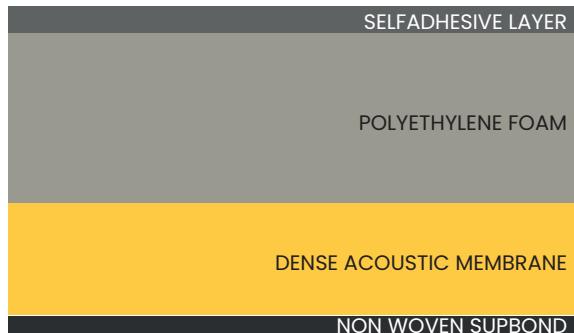 SELFADHESIVE LAYER
POLYETHYLENE FOAM
DENSE ACOUSTIC MEMBRANE
NON WOVEN SUPBOND